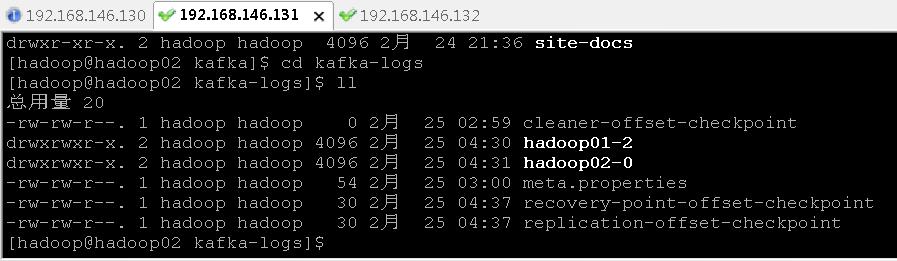 192.168.146.130 192.168.146.131 × 192.168.146.132
drwxr-xr-x. 2 hadoop hadoop  4096 2月  24 21:36 site-docs
[hadoop@hadoop02 kafka]$ cd kafka-logs
[hadoop@hadoop02 kafka-logs]$ ll
总用量 20
-rw-rw-r--. 1 hadoop hadoop    0 2月  25 02:59 cleaner-offset-checkpoint
drwxrwxr-x. 2 hadoop hadoop 4096 2月  25 04:30 hadoop01-2
drwxrwxr-x. 2 hadoop hadoop 4096 2月  25 04:31 hadoop02-0
-rw-rw-r--. 1 hadoop hadoop   54 2月  25 03:00 meta.properties
-rw-rw-r--. 1 hadoop hadoop   30 2月  25 04:37 recovery-point-offset-checkpoint
-rw-rw-r--. 1 hadoop hadoop   30 2月  25 04:37 replication-offset-checkpoint
[hadoop@hadoop02 kafka-logs]$